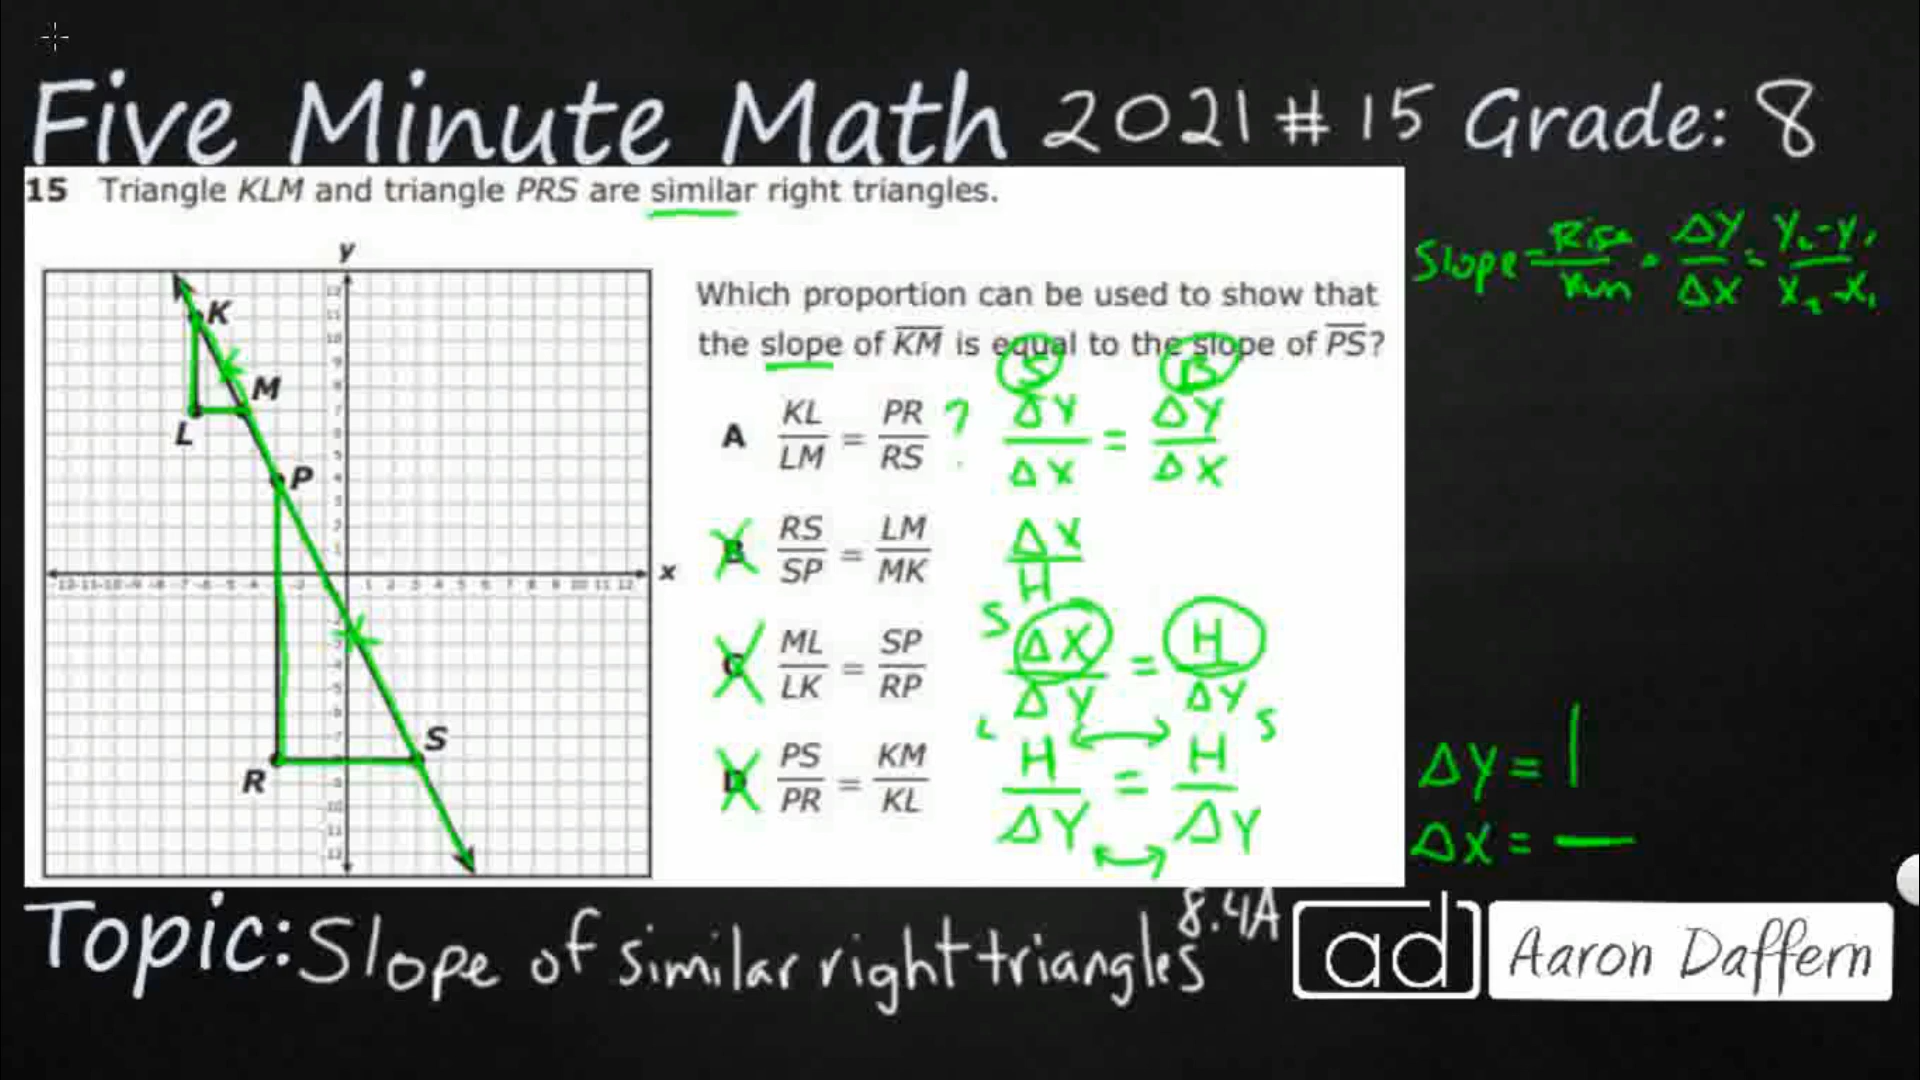 Five Minute Math 2021 #15 Grade: 8
15 Triangle KLM and triangle PRS are similar right triangles.
Slope = Rise/Run = ΔY/ΔX = Y₂-Y₁/X₂-X₁
y
K
M
L
P
x
S
R
Which proportion can be used to show that
the slope of KM is equal to the slope of PS?
S B
A KL/LM = PR/RS ? ΔY/ΔX = ΔY/ΔX
B RS/SP = LM/MK ΔX/H
S
C ML/LK = SP/RP ΔX/ΔY = H/ΔY
S
D PS/PR = KM/KL H/ΔY = H/ΔY
ΔY = |
ΔX = —
Topic: Slope of similar right triangles 8.4A
ad Aaron Daffern